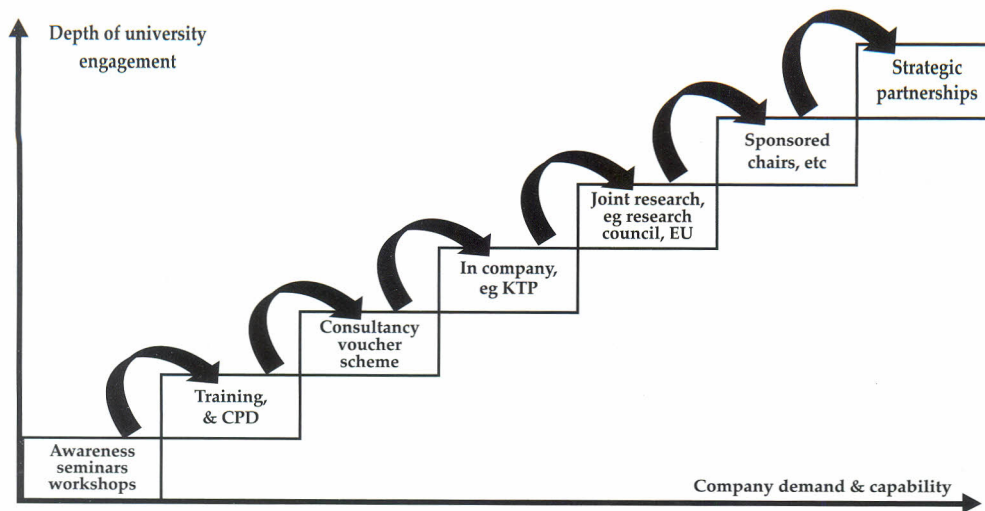 Depth of university
engagement
Strategic
partnerships
Sponsored
chairs, etc
Joint research,
eg research
council, EU
In company,
eg KTP
Consultancy
voucher
scheme
Training,
& CPD
Awareness
seminars
workshops
Company demand & capability